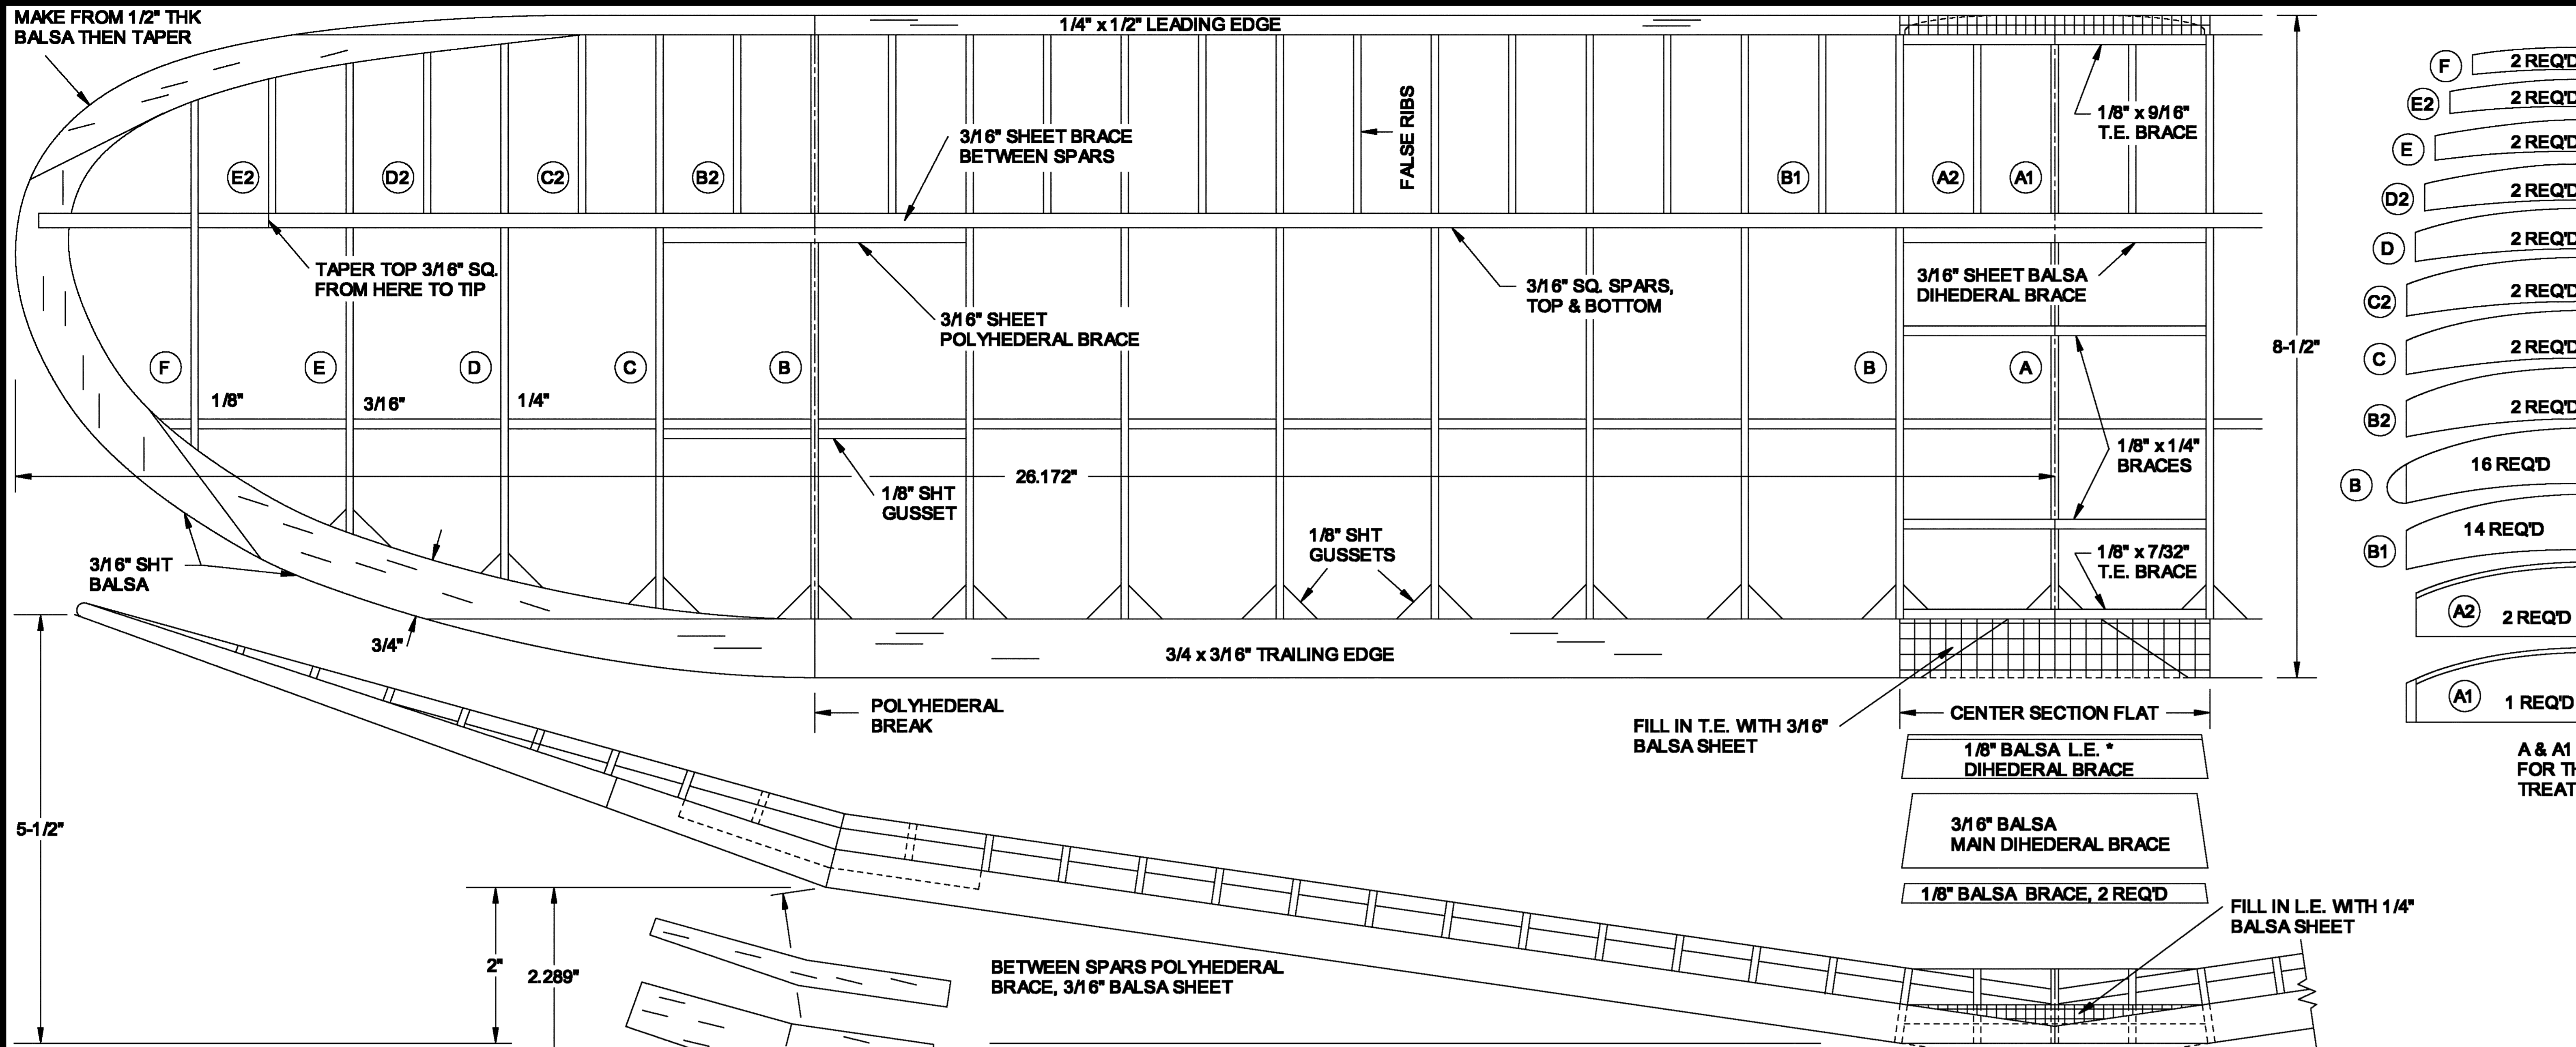 MAKE FROM 1/2" THK
BALSA THEN TAPER
1/4" x 1/2" LEADING EDGE
3/16" SHEET BRACE
BETWEEN SPARS
FALSE RIBS
1/8" x 9/16"
T.E. BRACE
E2
D2
C2
B2
B1
A2
A1
TAPER TOP 3/16" SQ.
FROM HERE TO TIP
3/16" SHEET
POLYHEDERAL BRACE
3/16" SQ. SPARS,
TOP & BOTTOM
3/16" SHEET BALSA
DIHEDERAL BRACE
8-1/2"
F
E
D
C
B
B
A
1/8"
3/16"
1/4"
1/8" x 1/4"
BRACES
26.172"
1/8" SHT
GUSSET
1/8" SHT
GUSSETS
1/8" x 7/32"
T.E. BRACE
3/16" SHT
BALSA
3/4"
3/4 x 3/16" TRAILING EDGE
POLYHEDERAL
BREAK
FILL IN T.E. WITH 3/16"
BALSA SHEET
CENTER SECTION FLAT
1/8" BALSA L.E. *
DIHEDERAL BRACE
3/16" BALSA
MAIN DIHEDERAL BRACE
1/8" BALSA BRACE, 2 REQ'D
FILL IN L.E. WITH 1/4"
BALSA SHEET
5-1/2"
2"
2.289"
BETWEEN SPARS POLYHEDERAL
BRACE, 3/16" BALSA SHEET
F 2 REQ'D
E2 2 REQ'D
E 2 REQ'D
D2 2 REQ'D
D 2 REQ'D
C2 2 REQ'D
C 2 REQ'D
B2 2 REQ'D
B 16 REQ'D
B1 14 REQ'D
A2 2 REQ'D
A1 1 REQ'D
A & A1
FOR TH
TREAT